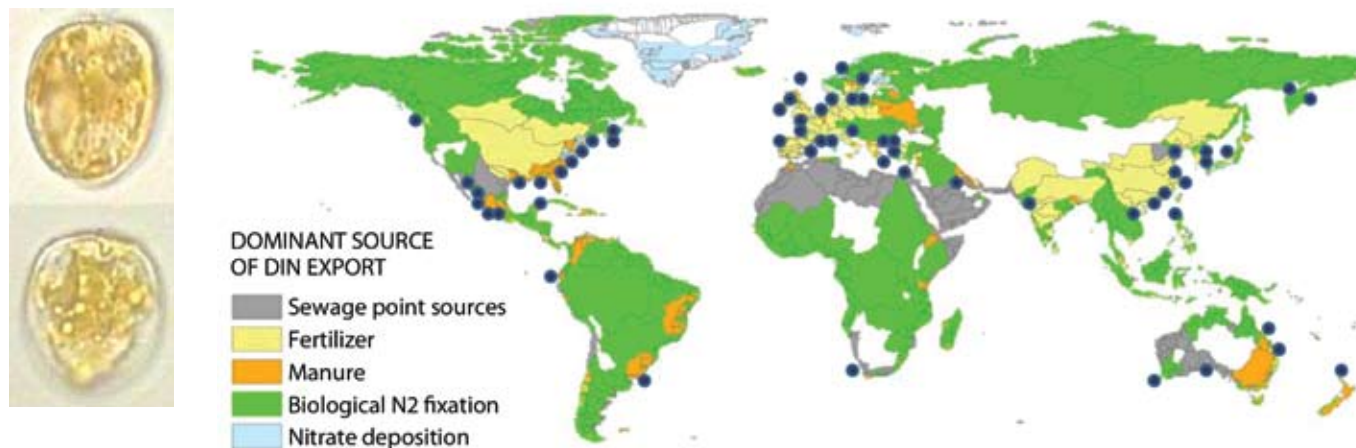 DOMINANT SOURCE
OF DIN EXPORT
Sewage point sources
Fertilizer
Manure
Biological N2 fixation
Nitrate deposition